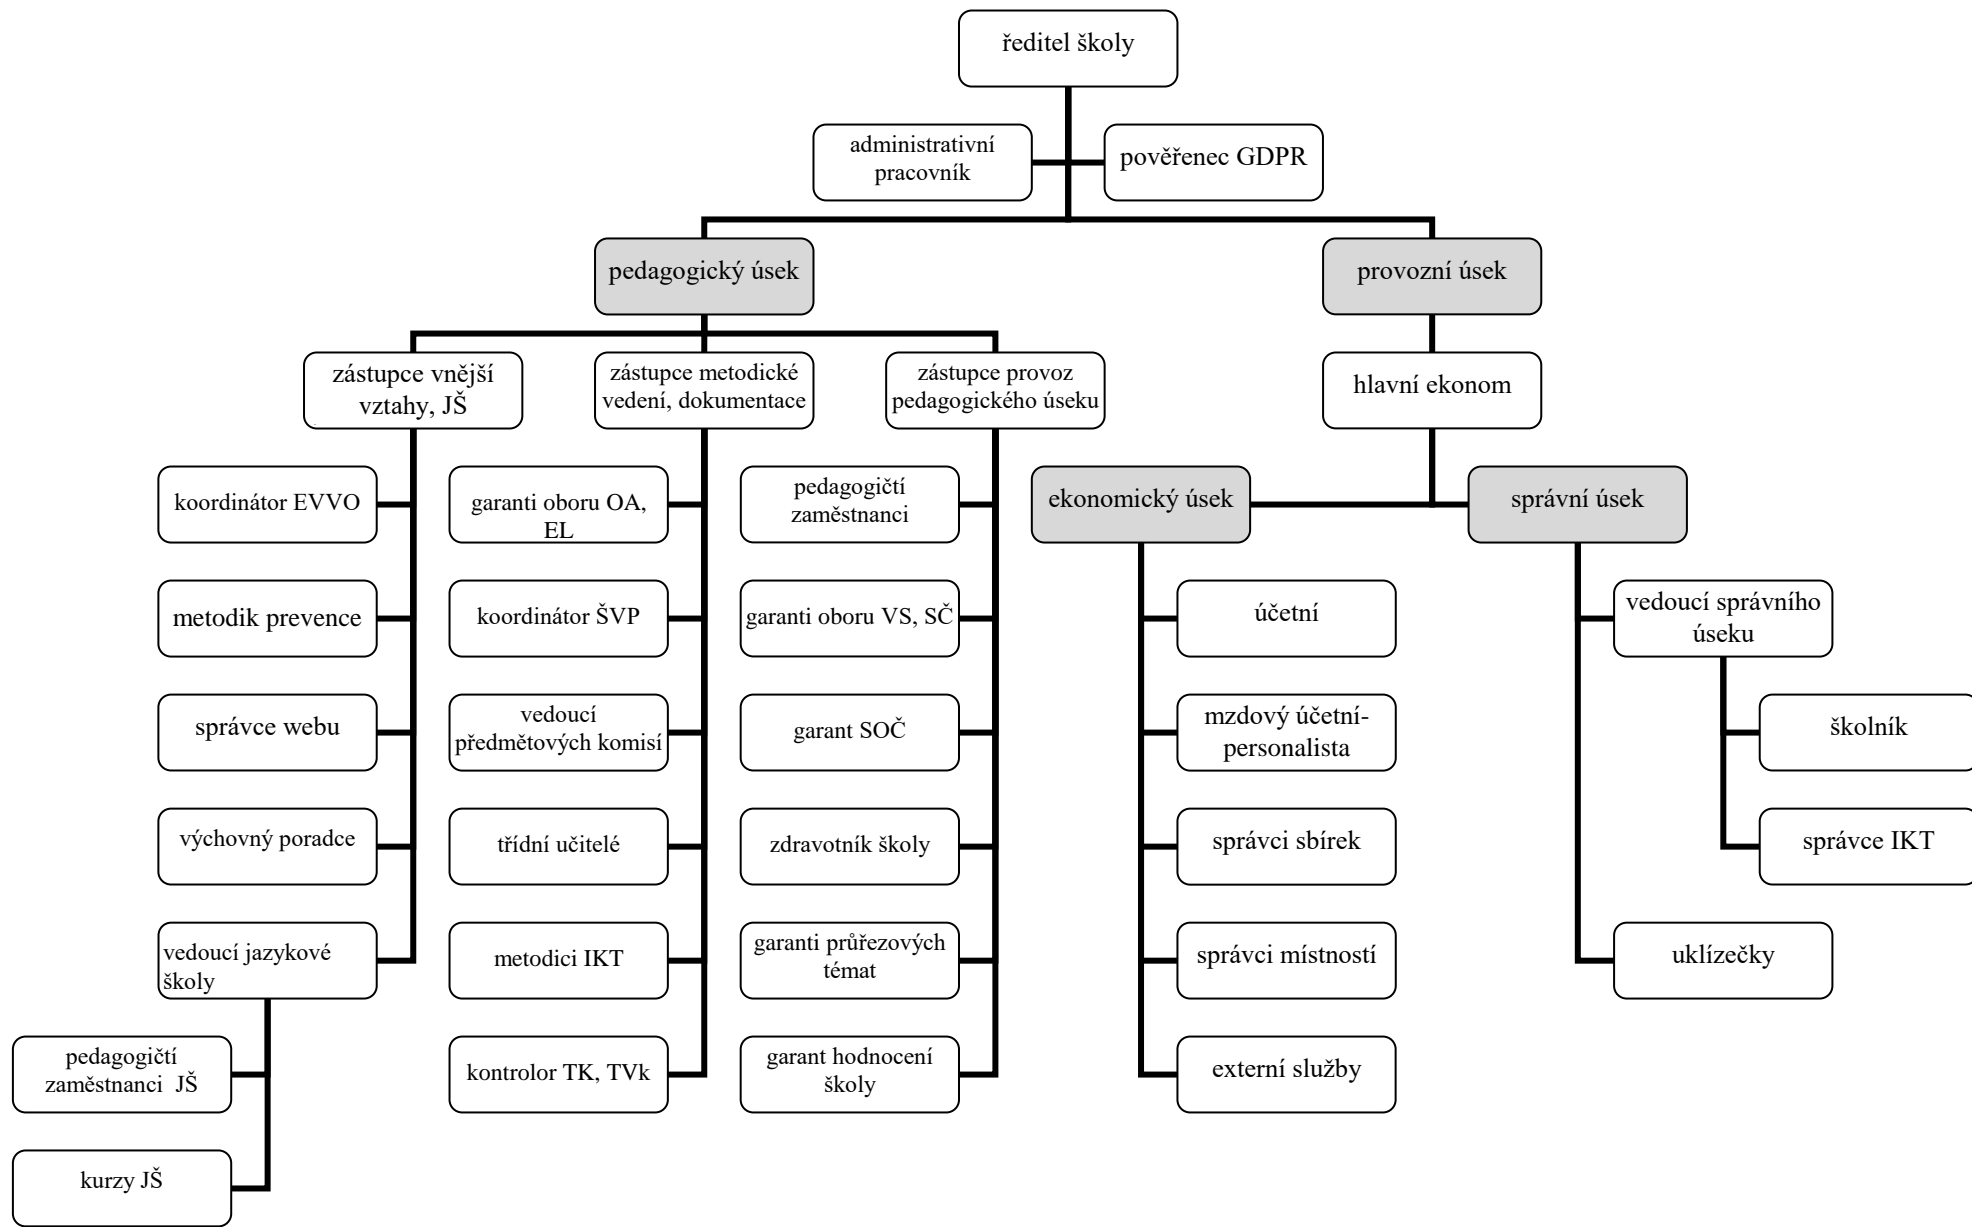 ředitel školy
administrativní
pracovník
pověřenec GDPR
pedagogický úsek
provozní úsek
zástupce vnější
vztahy, JŠ
zástupce metodické
vedení, dokumentace
zástupce provoz
pedagogického úseku
hlavní ekonom
koordinátor EVVO
garanti oboru OA,
EL
pedagogičtí
zaměstnanci
ekonomický úsek
správní úsek
metodik prevence
koordinátor ŠVP
garanti oboru VS, SČ
účetní
vedoucí správního
úseku
správce webu
vedoucí
předmětových komisí
garant SOČ
mzdový účetní-
personalista
školník
výchovný poradce
třídní učitelé
zdravotník školy
správci sbírek
správce IKT
vedoucí jazykové
školy
metodici IKT
garanti průřezových
témat
správci místností
uklízečky
pedagogičtí
zaměstnanci  JŠ
kontrolor TK, TVk
garant hodnocení
školy
externí služby
kurzy JŠ